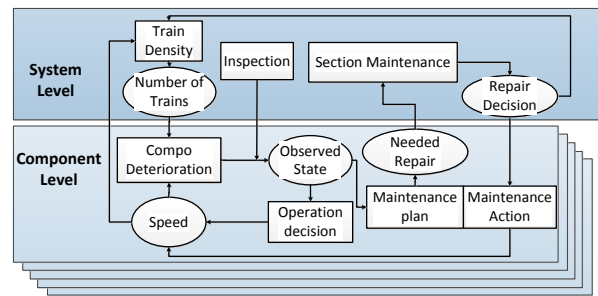 Train
Density
Inspection
Section Maintenance
System
Level
Number of
Trains
Repair
Decision
Component
Level
Compo
Deterioration
Observed
State
Needed
Repair
Speed
Operation
decision
Maintenance
plan
Maintenance
Action